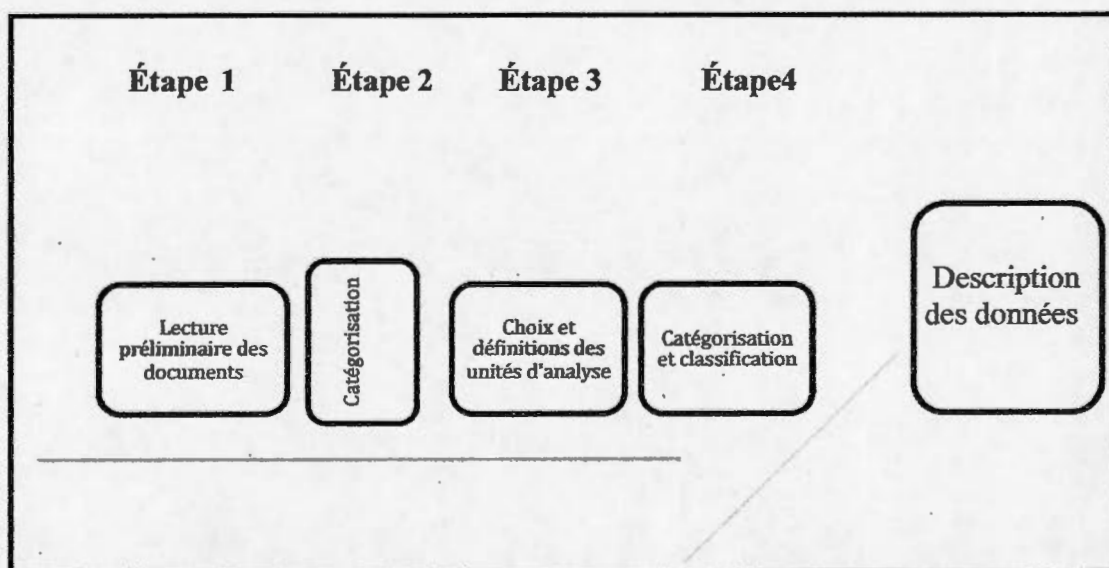 Étape 1 Étape 2 Étape 3 Étape4
Lecture
préliminaire des
documents
Catégorisation
Choix et
définitions des
unités d'analyse
Catégorisation
et classification
Description
des données